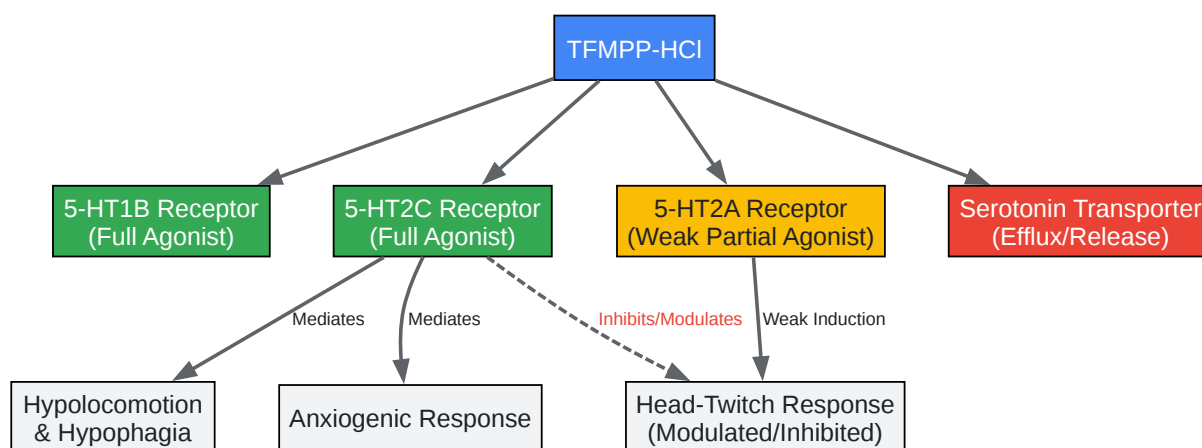 TFMPP-HCl
5-HT1B Receptor
(Full Agonist)
5-HT2C Receptor
(Full Agonist)
5-HT2A Receptor
(Weak Partial Agonist)
Serotonin Transporter
(Efflux/Release)
Mediates
Mediates
Inhibits/Modulates
Weak Induction
Hypolocomotion
& Hypophagia
Anxiogenic Response
Head-Twitch Response
(Modulated/Inhibited)